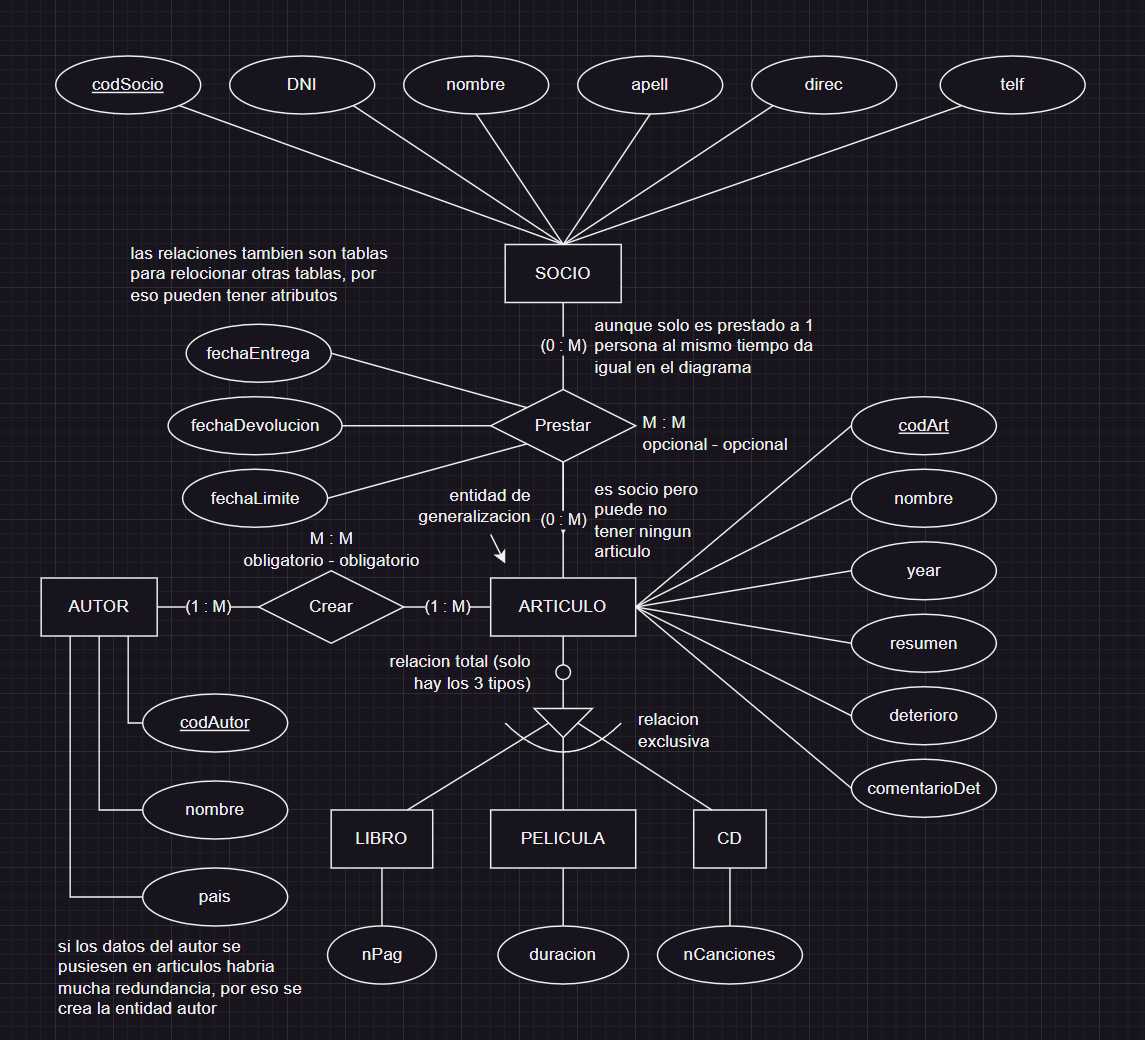 codSocio
DNI
nombre
apell
direc
telf
SOCIO
las relaciones tambien son tablas
para relocionar otras tablas, por
eso pueden tener atributos
(0 : M)
aunque solo es prestado a 1
persona al mismo tiempo da
igual en el diagrama
fechaEntrega
fechaDevolucion
fechaLimite
Prestar
M : M
opcional - opcional
entidad de
generalizacion
(0 : M)
es socio pero
puede no
tener ningun
articulo
M : M
obligatorio - obligatorio
AUTOR
(1 : M)
Crear
(1 : M)
ARTICULO
codArt
nombre
year
resumen
deterioro
comentarioDet
relacion total (solo
hay los 3 tipos)
relacion
exclusiva
codAutor
nombre
pais
LIBRO
PELICULA
CD
nPag
duracion
nCanciones
si los datos del autor se
pusiesen en articulos habria
mucha redundancia, por eso se
crea la entidad autor